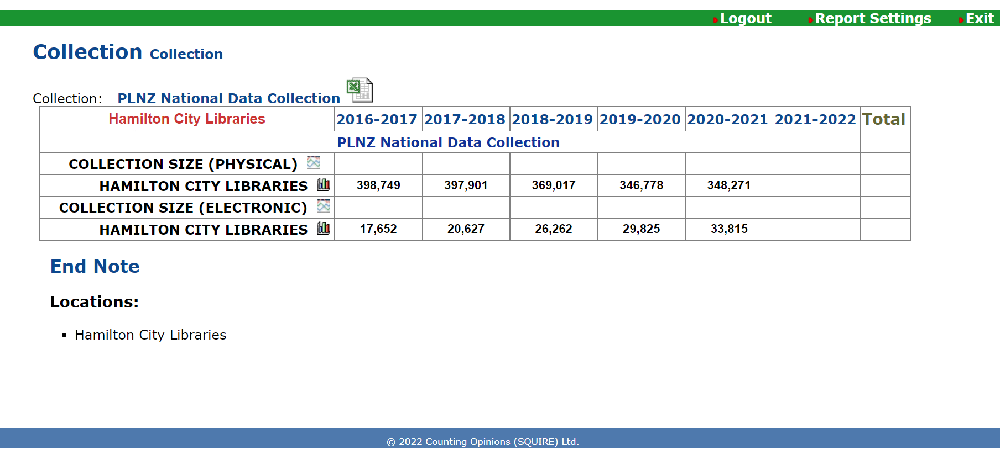 Logout Report Settings Exit
Collection Collection
Collection: PLNZ National Data Collection
Hamilton City Libraries 2016-2017 2017-2018 2018-2019 2019-2020 2020-2021 2021-2022 Total
PLNZ National Data Collection
COLLECTION SIZE (PHYSICAL)
HAMILTON CITY LIBRARIES 398,749 397,901 369,017 346,778 348,271
COLLECTION SIZE (ELECTRONIC)
HAMILTON CITY LIBRARIES 17,652 20,627 26,262 29,825 33,815
End Note
Locations:
• Hamilton City Libraries
© 2022 Counting Opinions (SQUIRE) Ltd.